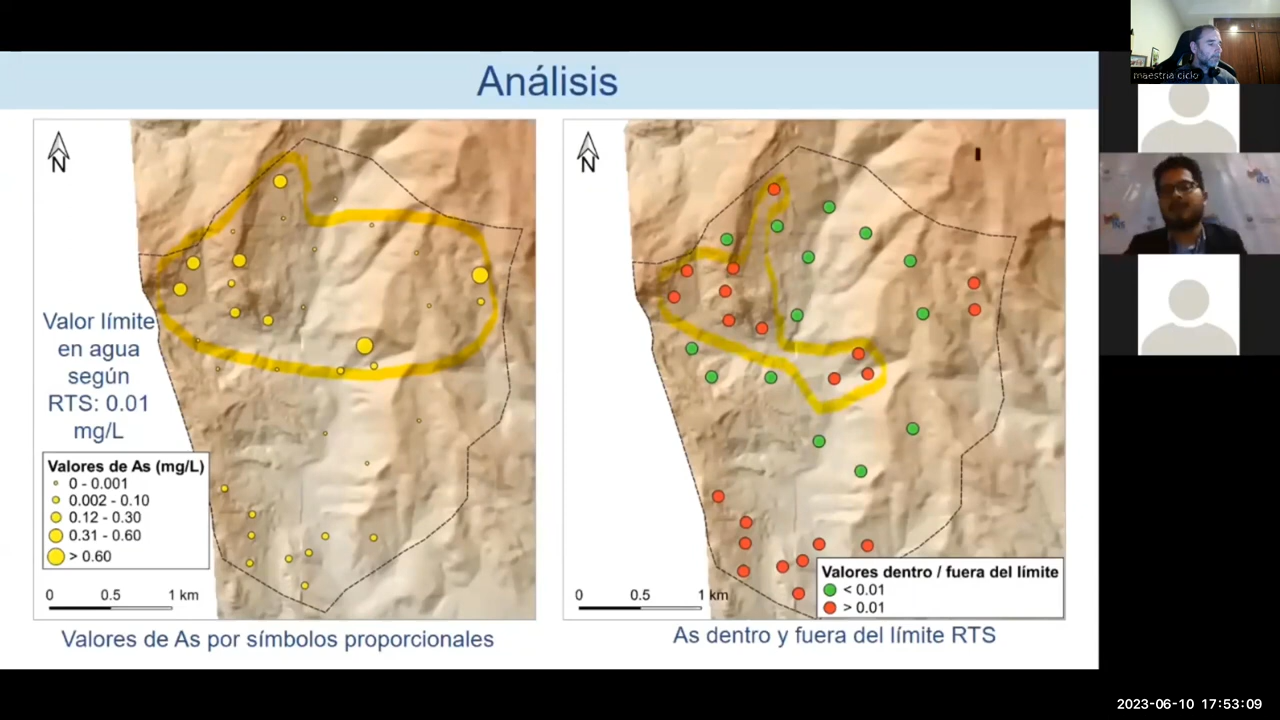 Análisis
N
Valor límite
en agua
según
RTS: 0.01
mg/L
Valores de As (mg/L)
0 - 0.001
0.002 - 0.10
0.12 - 0.30
0.31 - 0.60
> 0.60
0 0.5 1 km
Valores de As por símbolos proporcionales
N
Valores dentro / fuera del límite
< 0.01
> 0.01
0 0.5 1 km
As dentro y fuera del límite RTS
maestria ciclo
INS
2023-06-10 17:53:09